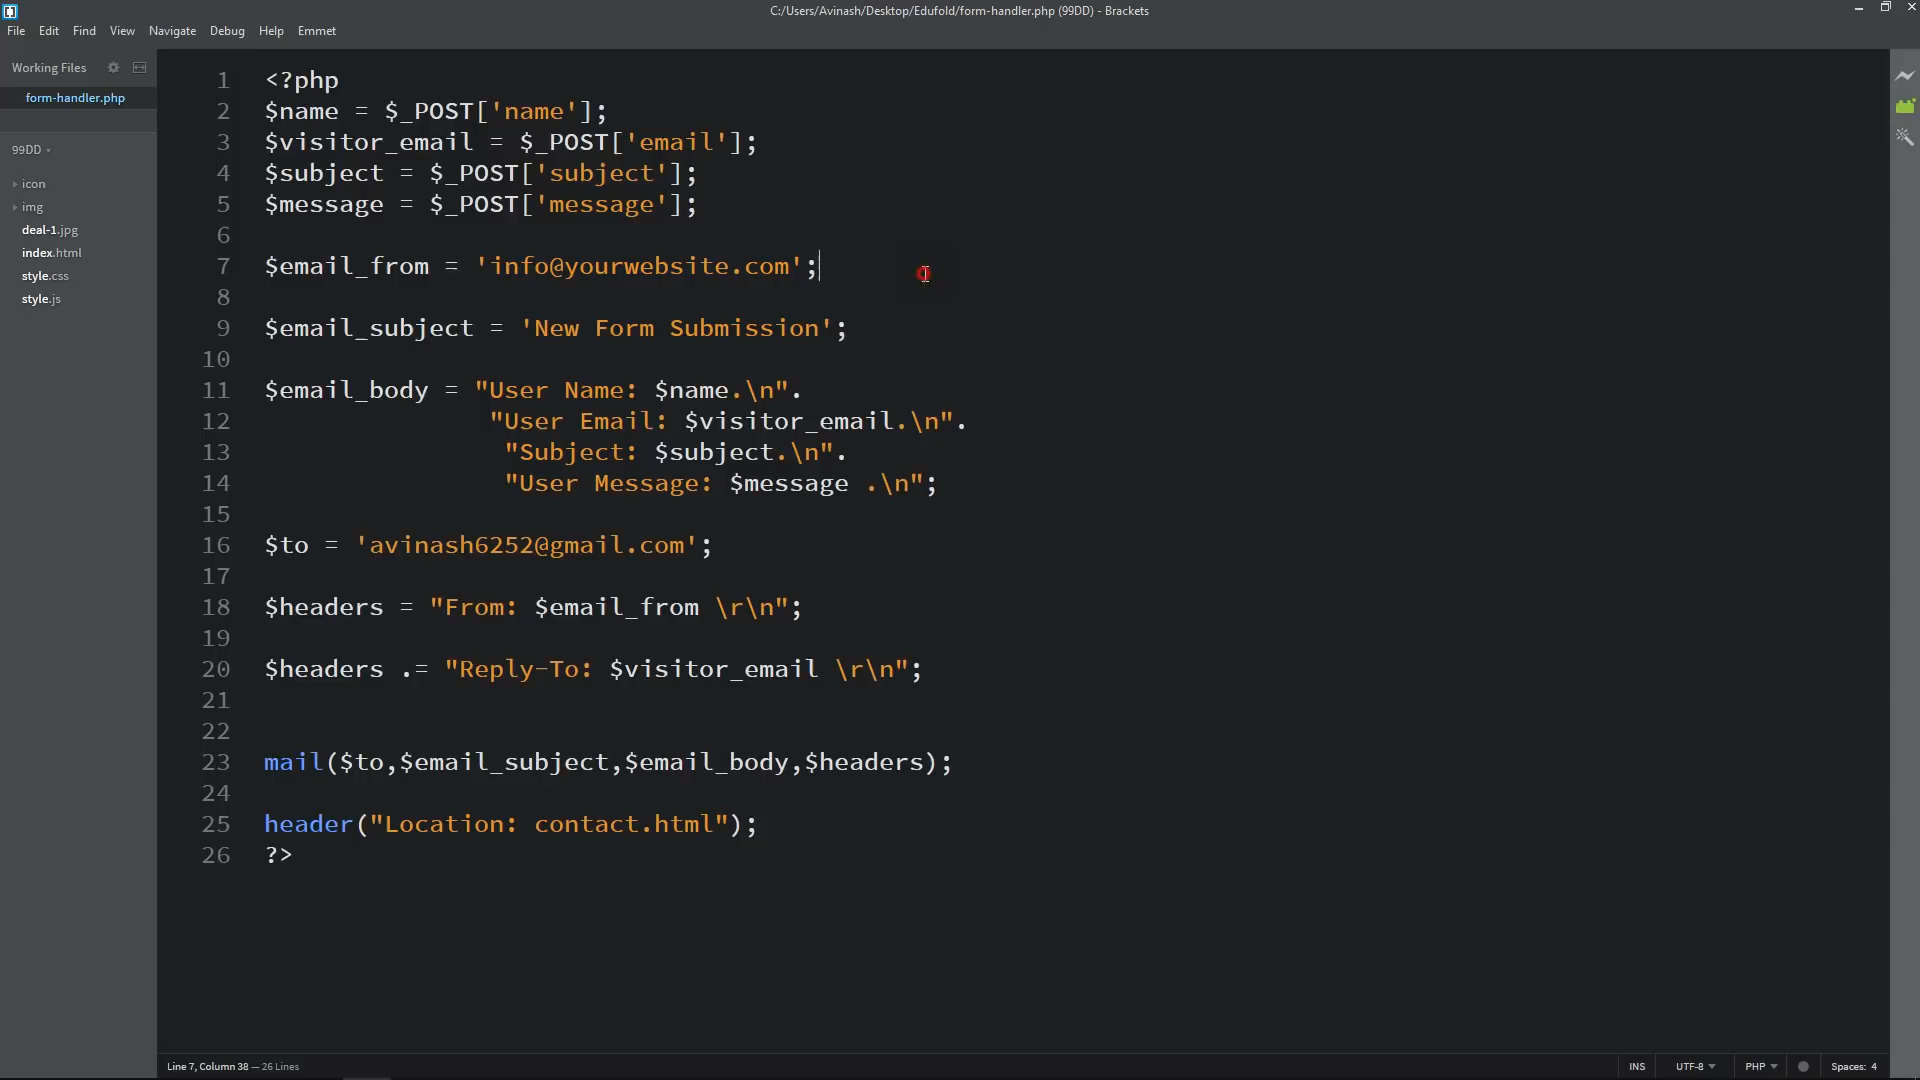 C:/Users/Avinash/Desktop/Edufold/form-handler.php (99DD) - Brackets
File Edit Find View Navigate Debug Help Emmet
Working Files
form-handler.php
99DD
icon
img
deal-1.jpg
index.html
style.css
style.js
1 <?php
2 $name = $_POST['name'];
3 $visitor_email = $_POST['email'];
4 $subject = $_POST['subject'];
5 $message = $_POST['message'];
6
7 $email_from = 'info@yourwebsite.com';
8
9 $email_subject = 'New Form Submission';
10
11 $email_body = "User Name: $name.\n".
12 "User Email: $visitor_email.\n".
13 "Subject: $subject.\n".
14 "User Message: $message .\n";
15
16 $to = 'avinash6252@gmail.com';
17
18 $headers = "From: $email_from \r\n";
19
20 $headers .= "Reply-To: $visitor_email \r\n";
21
22
23 mail($to,$email_subject,$email_body,$headers);
24
25 header("Location: contact.html");
26 ?>
Line 7, Column 38 — 26 Lines
INS UTF-8 PHP Spaces: 4